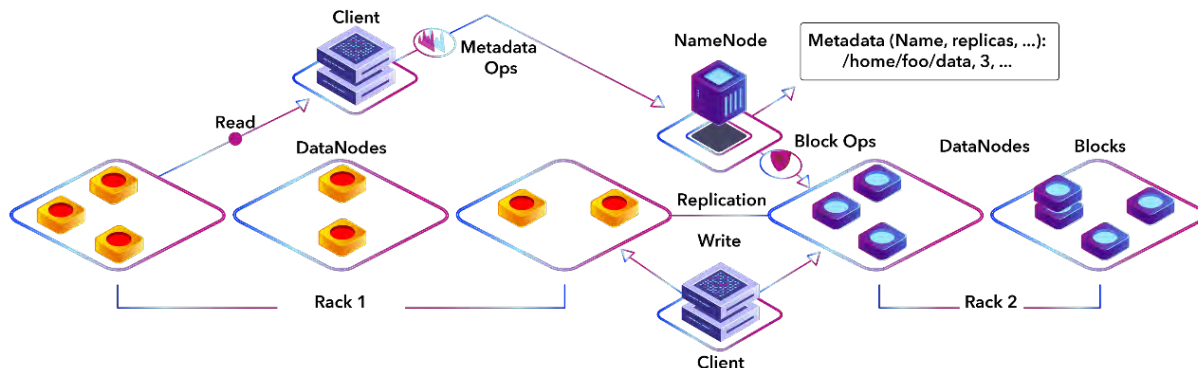 Client
Metadata
Ops
NameNode
Metadata (Name, replicas, ...):
/home/foo/data, 3, ...
Read
DataNodes
Block Ops
DataNodes
Blocks
Replication
Write
Rack 1
Rack 2
Client